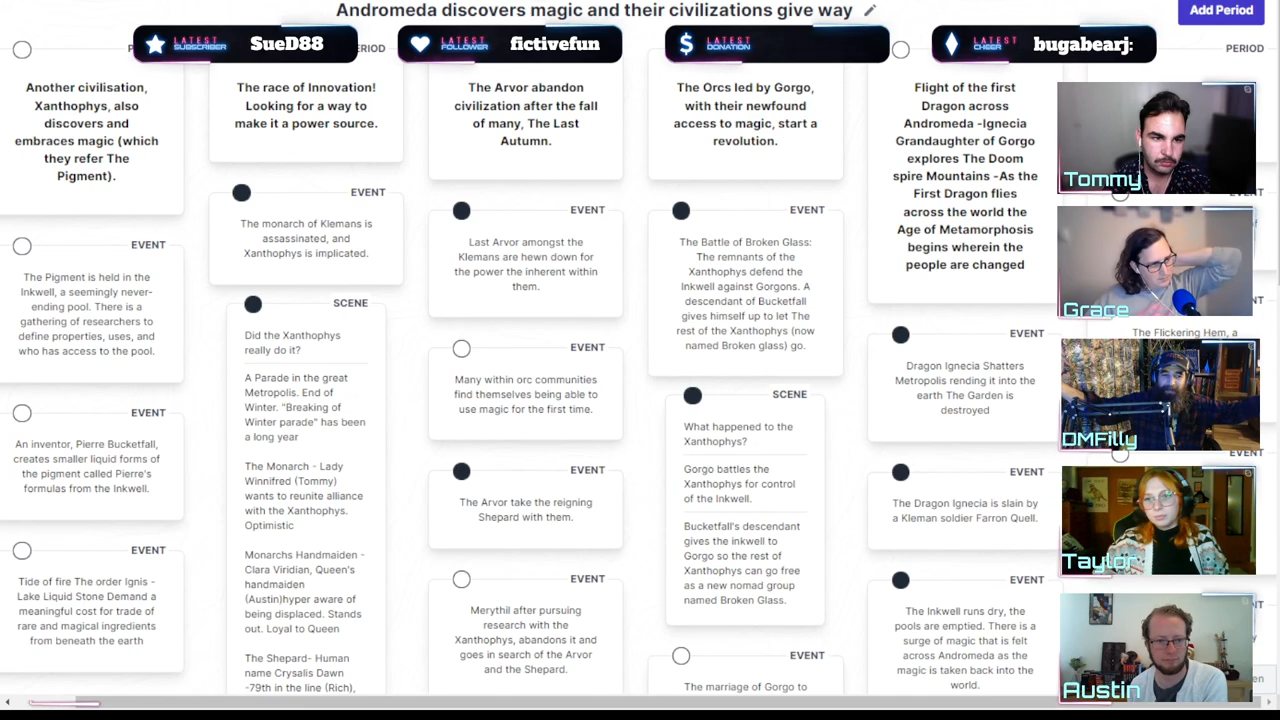 Andromeda discovers magic and their civilizations give way
Add Period
LATEST
SUBSCRIBER
SueD88
LATEST
FOLLOWER
fictivefun
LATEST
DONATION
LATEST
CHEER
bugabearj:
Another civilisation,
Xanthophys, also
discovers and
embraces magic (which
they refer The
Pigment).
EVENT
The Pigment is held in the
Inkwell, a seemingly never-
ending pool. There is a
gathering of researchers to
define properties, uses, and
who has access to the pool.
EVENT
An inventor, Pierre Bucketfall,
creates smaller liquid forms of
the pigment called Pierre's
formulas from the Inkwell.
EVENT
Tide of fire The order Ignis -
Lake Liquid Stone Demand a
meaningful cost for trade of
rare and magical ingredients
from beneath the earth
The race of Innovation!
Looking for a way to
make it a power source.
EVENT
The monarch of Klemans is
assassinated, and
Xanthophys is implicated.
SCENE
Did the Xanthophys
really do it?
A Parade in the great
Metropolis. End of
Winter. "Breaking of
Winter parade" has been
a long year
The Monarch - Lady
Winnifred (Tommy)
wants to reunite alliance
with the Xanthophys.
Optimistic
Monarchs Handmaiden -
Clara Viridian, Queen's
handmaiden
(Austin)hyper aware of
being displaced. Stands
out. Loyal to Queen
The Shepard- Human
name Crysalis Dawn
-79th in the line (Rich),
The Arvor abandon
civilization after the fall
of many, The Last
Autumn.
EVENT
Last Arvor amongst the
Klemans are hewn down for
the power the inherent within
them.
EVENT
Many within orc communities
find themselves being able to
use magic for the first time.
EVENT
The Arvor take the reigning
Shepard with them.
EVENT
Merythil after pursuing
research with the
Xanthophys, abandons it and
goes in search of the Arvor
and the Shepard.
The Orcs led by Gorgo,
with their newfound
access to magic, start a
revolution.
EVENT
The Battle of Broken Glass:
The remnants of the
Xanthophys defend the
Inkwell against Gorgons. A
descendant of Bucketfall
gives himself up to let The
rest of the Xanthophys (now
named Broken glass) go.
SCENE
What happened to the
Xanthophys?
Gorgo battles the
Xanthophys for control
of the Inkwell.
Bucketfall's descendant
gives the inkwell to
Gorgo so the rest of
Xanthophys can go free
as a new nomad group
named Broken Glass.
EVENT
The marriage of Gorgo to
Flight of the first
Dragon across
Andromeda -Ignecia
Grandaughter of Gorgo
explores The Doom
spire Mountains -As the
First Dragon flies
across the world the
Age of Metamorphosis
begins wherein the
people are changed
EVENT
Dragon Ignecia Shatters
Metropolis rending it into the
earth The Garden is
destroyed
EVENT
The Dragon Ignecia is slain by
a Kleman soldier Farron Quell.
EVENT
The Inkwell runs dry, the
pools are emptied. There is a
surge of magic that is felt
across Andromeda as the
magic is taken back into the
world.
PERIOD
Tommy
Grace
The Flickering Hem, a
DMFilly
Taylor
Austin